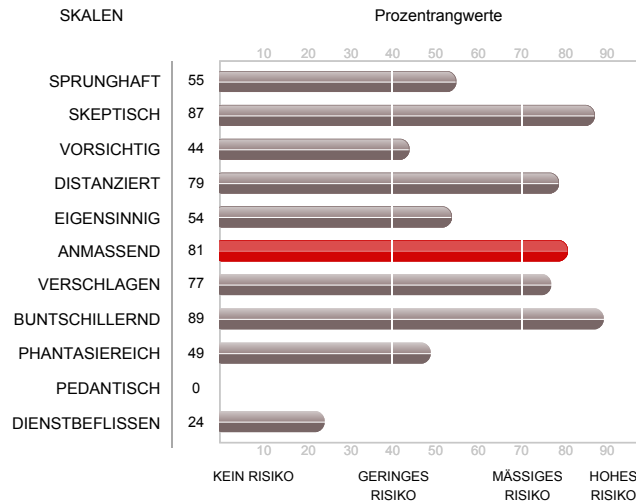 SKALEN Prozentrangwerte
10 20 30 40 50 60 70 80 90
SPRUNGHAFT 55
SKEPTISCH 87
VORSICHTIG 44
DISTANZIERT 79
EIGENSINNIG 54
ANMASSEND 81
VERSCHLAGEN 77
BUNTSCHILLERND 89
PHANTASIEREICH 49
PEDANTISCH 0
DIENSTBEFLISSEN 24
10 20 30 40 50 60 70 80 90
KEIN RISIKO GERINGES MÄSSIGES HOHES
RISIKO RISIKO RISIKO